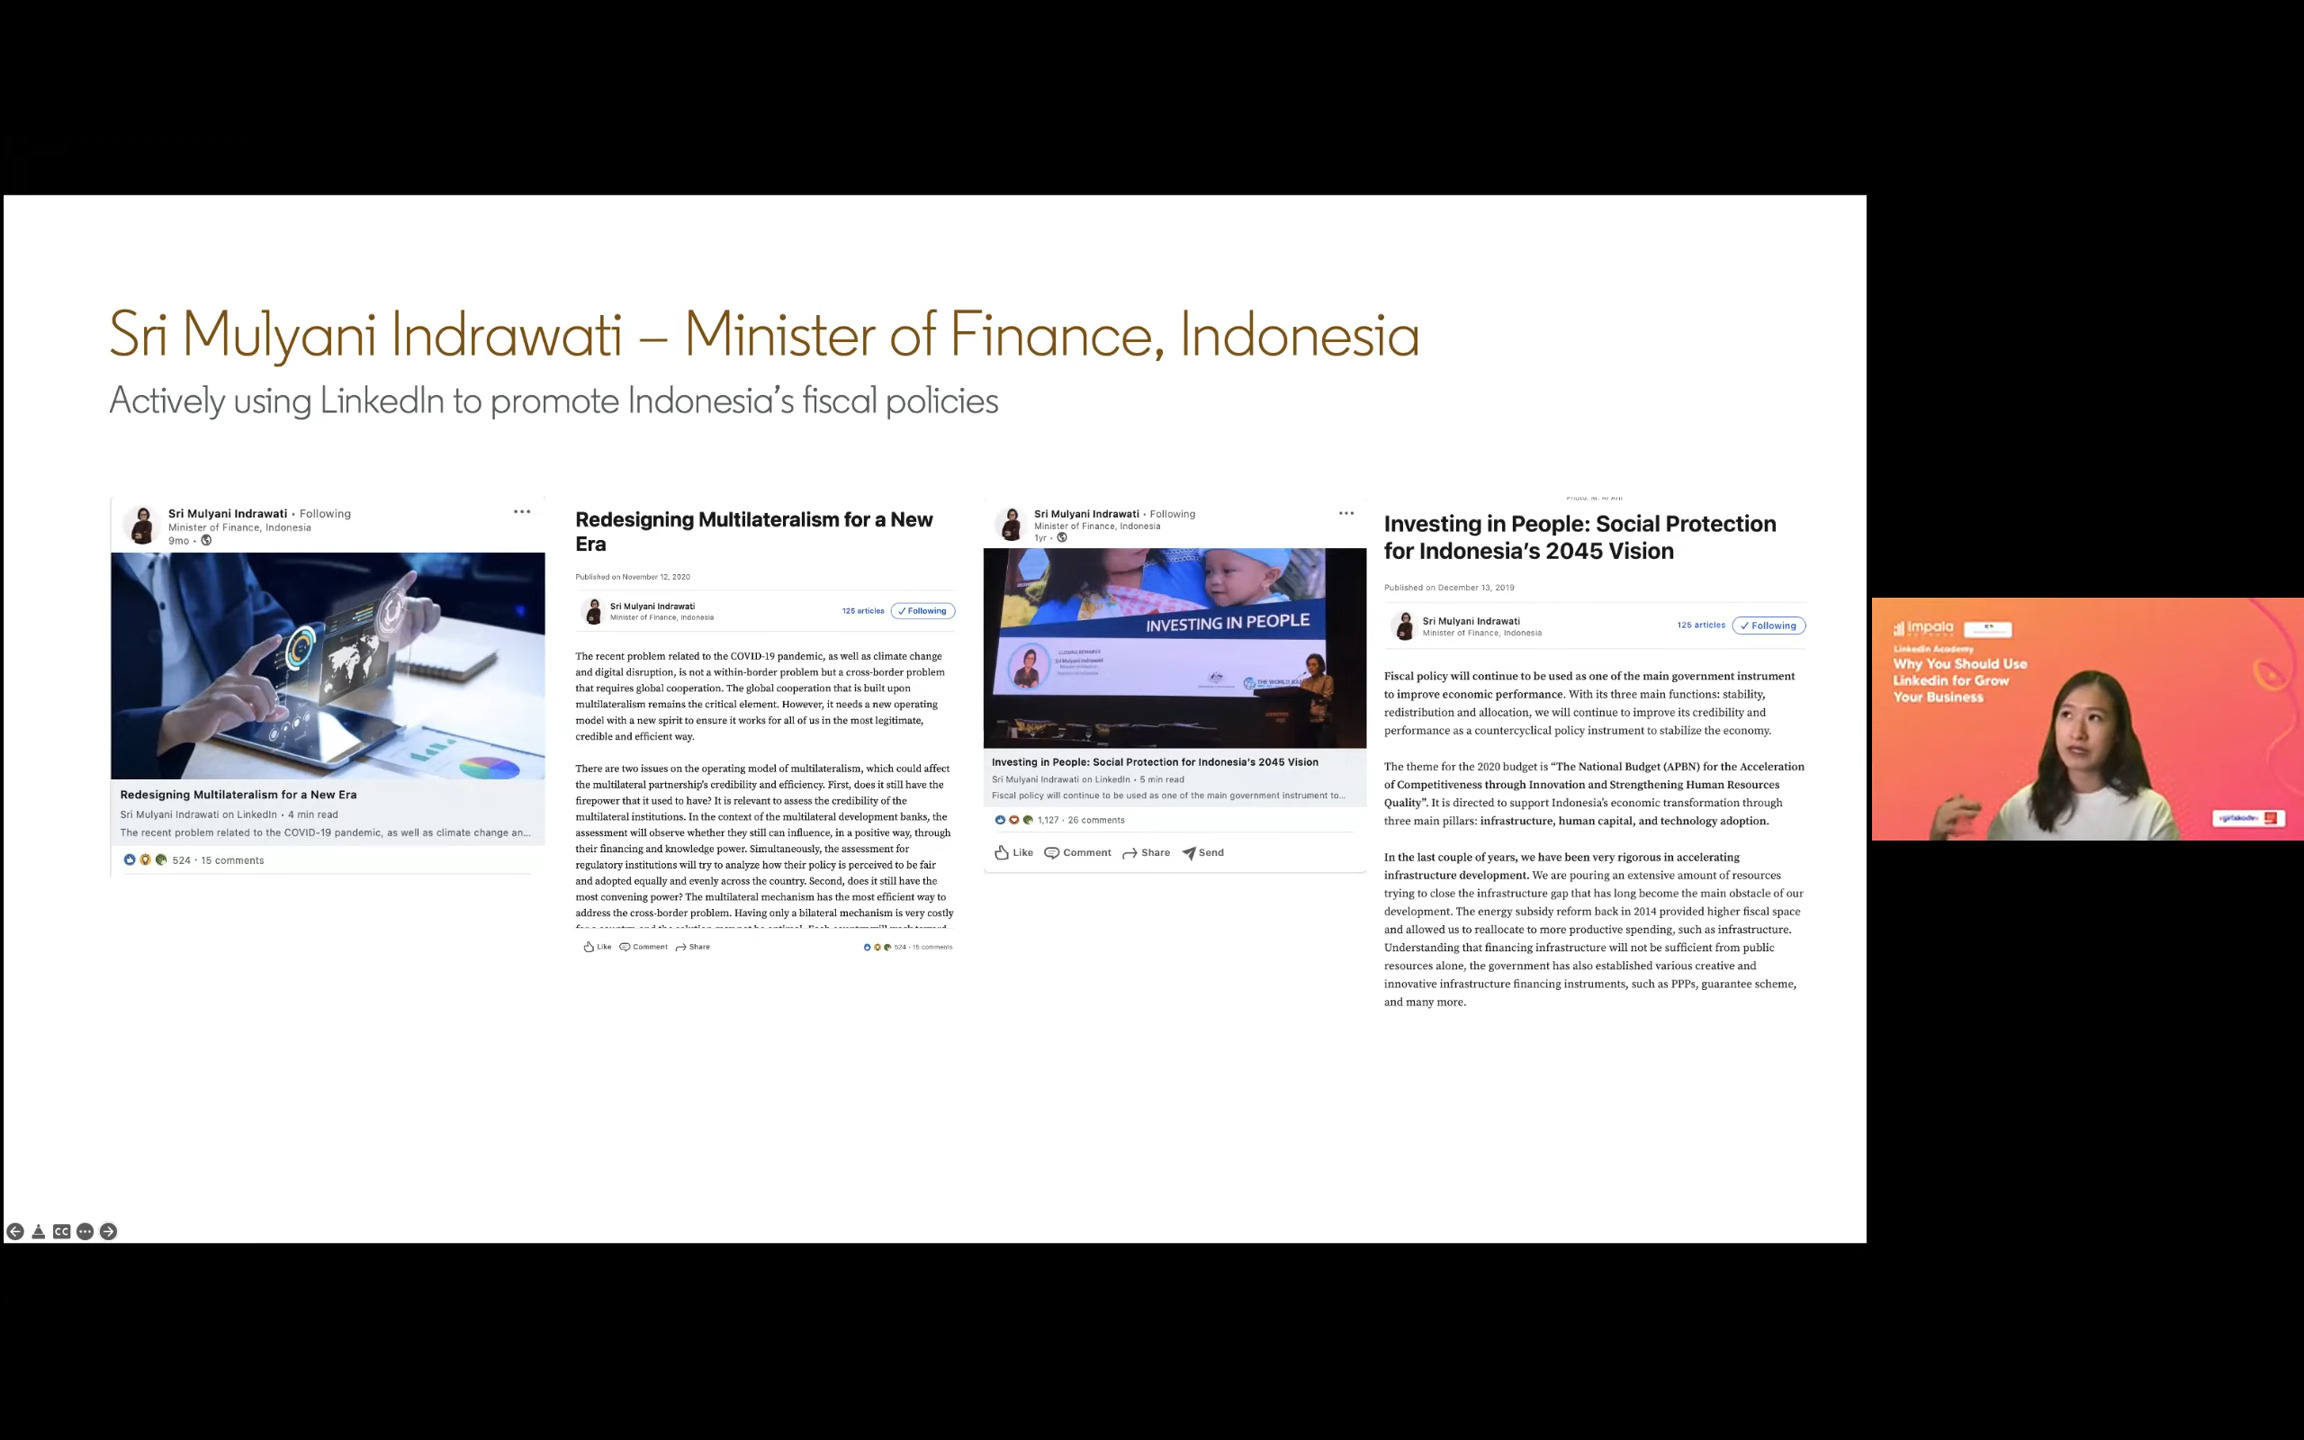 Sri Mulyani Indrawati – Minister of Finance, Indonesia
Actively using LinkedIn to promote Indonesia's fiscal policies
Sri Mulyani Indrawati • Following
Minister of Finance, Indonesia
9mo •
Redesigning Multilateralism for a New Era
Sri Mulyani Indrawati on LinkedIn • 4 min read
The recent problem related to the COVID-19 pandemic, as well as climate change an...
524 • 15 comments
Redesigning Multilateralism for a New
Era
Published on November 12, 2020
Sri Mulyani Indrawati
Minister of Finance, Indonesia
125 articles
✓ Following
The recent problem related to the COVID-19 pandemic, as well as climate change
and digital disruption, is not a within-border problem but a cross-border problem
that requires global cooperation. The global cooperation that is built upon
multilateralism remains the critical element. However, it needs a new operating
model with a new spirit to ensure it works for all of us in the most legitimate,
credible and efficient way.
There are two issues on the operating model of multilateralism, which could affect
the multilateral partnership's credibility and efficiency. First, does it still have the
firepower that it used to have? It is relevant to assess the credibility of the
multilateral institutions. In the context of the multilateral development banks, the
assessment will observe whether they still can influence, in a positive way, through
their financing and knowledge power. Simultaneously, the assessment for
regulatory institutions will try to analyze how their policy is perceived to be fair
and adopted equally and evenly across the country. Second, does it still have the
most convening power? The multilateral mechanism has the most efficient way to
address the cross-border problem. Having only a bilateral mechanism is very costly
Like Comment Share
524 • 15 comments
Sri Mulyani Indrawati • Following
Minister of Finance, Indonesia
1yr •
INVESTING IN PEOPLE
Sri Mulyani Indrawati
THE WORLD BANK
Investing in People: Social Protection for Indonesia's 2045 Vision
Sri Mulyani Indrawati on LinkedIn • 5 min read
Fiscal policy will continue to be used as one of the main government instrument to...
1,127 • 26 comments
Like Comment Share Send
Investing in People: Social Protection
for Indonesia's 2045 Vision
Published on December 13, 2019
Sri Mulyani Indrawati
Minister of Finance, Indonesia
125 articles
✓ Following
Fiscal policy will continue to be used as one of the main government instrument
to improve economic performance. With its three main functions: stability,
redistribution and allocation, we will continue to improve its credibility and
performance as a countercyclical policy instrument to stabilize the economy.
The theme for the 2020 budget is “The National Budget (APBN) for the Acceleration
of Competitiveness through Innovation and Strengthening Human Resources
Quality”. It is directed to support Indonesia's economic transformation through
three main pillars: infrastructure, human capital, and technology adoption.
In the last couple of years, we have been very rigorous in accelerating
infrastructure development. We are pouring an extensive amount of resources
trying to close the infrastructure gap that has long become the main obstacle of our
development. The energy subsidy reform back in 2014 provided higher fiscal space
and allowed us to reallocate to more productive spending, such as infrastructure.
Understanding that financing infrastructure will not be sufficient from public
resources alone, the government has also established various creative and
innovative infrastructure financing instruments, such as PPPs, guarantee scheme,
and many more.
CC
Impala
NETWORK
LinkedIn Academy
Why You Should Use
Linkedin for Grow
Your Business